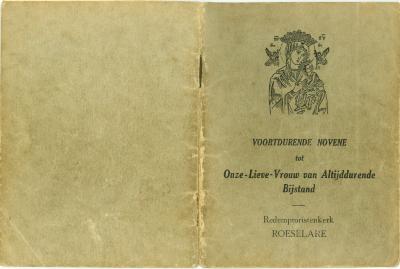 VOORTDURENDE NOVENE
tot
Onze-Lieve-Vrouw van Altijddurende
Bijstand
Redemptoristenkerk
ROESELARE